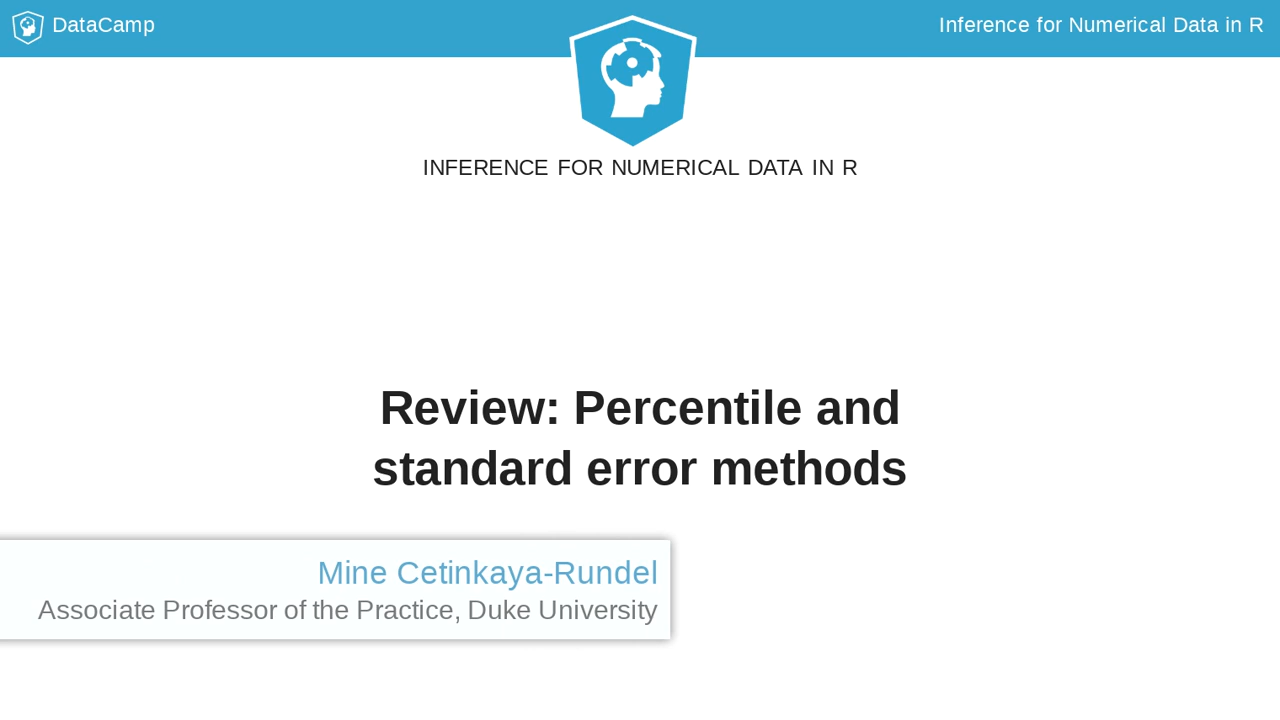 DataCamp
Inference for Numerical Data in R
INFERENCE FOR NUMERICAL DATA IN R
Review: Percentile and
standard error methods
Mine Cetinkaya-Rundel
Associate Professor of the Practice, Duke University